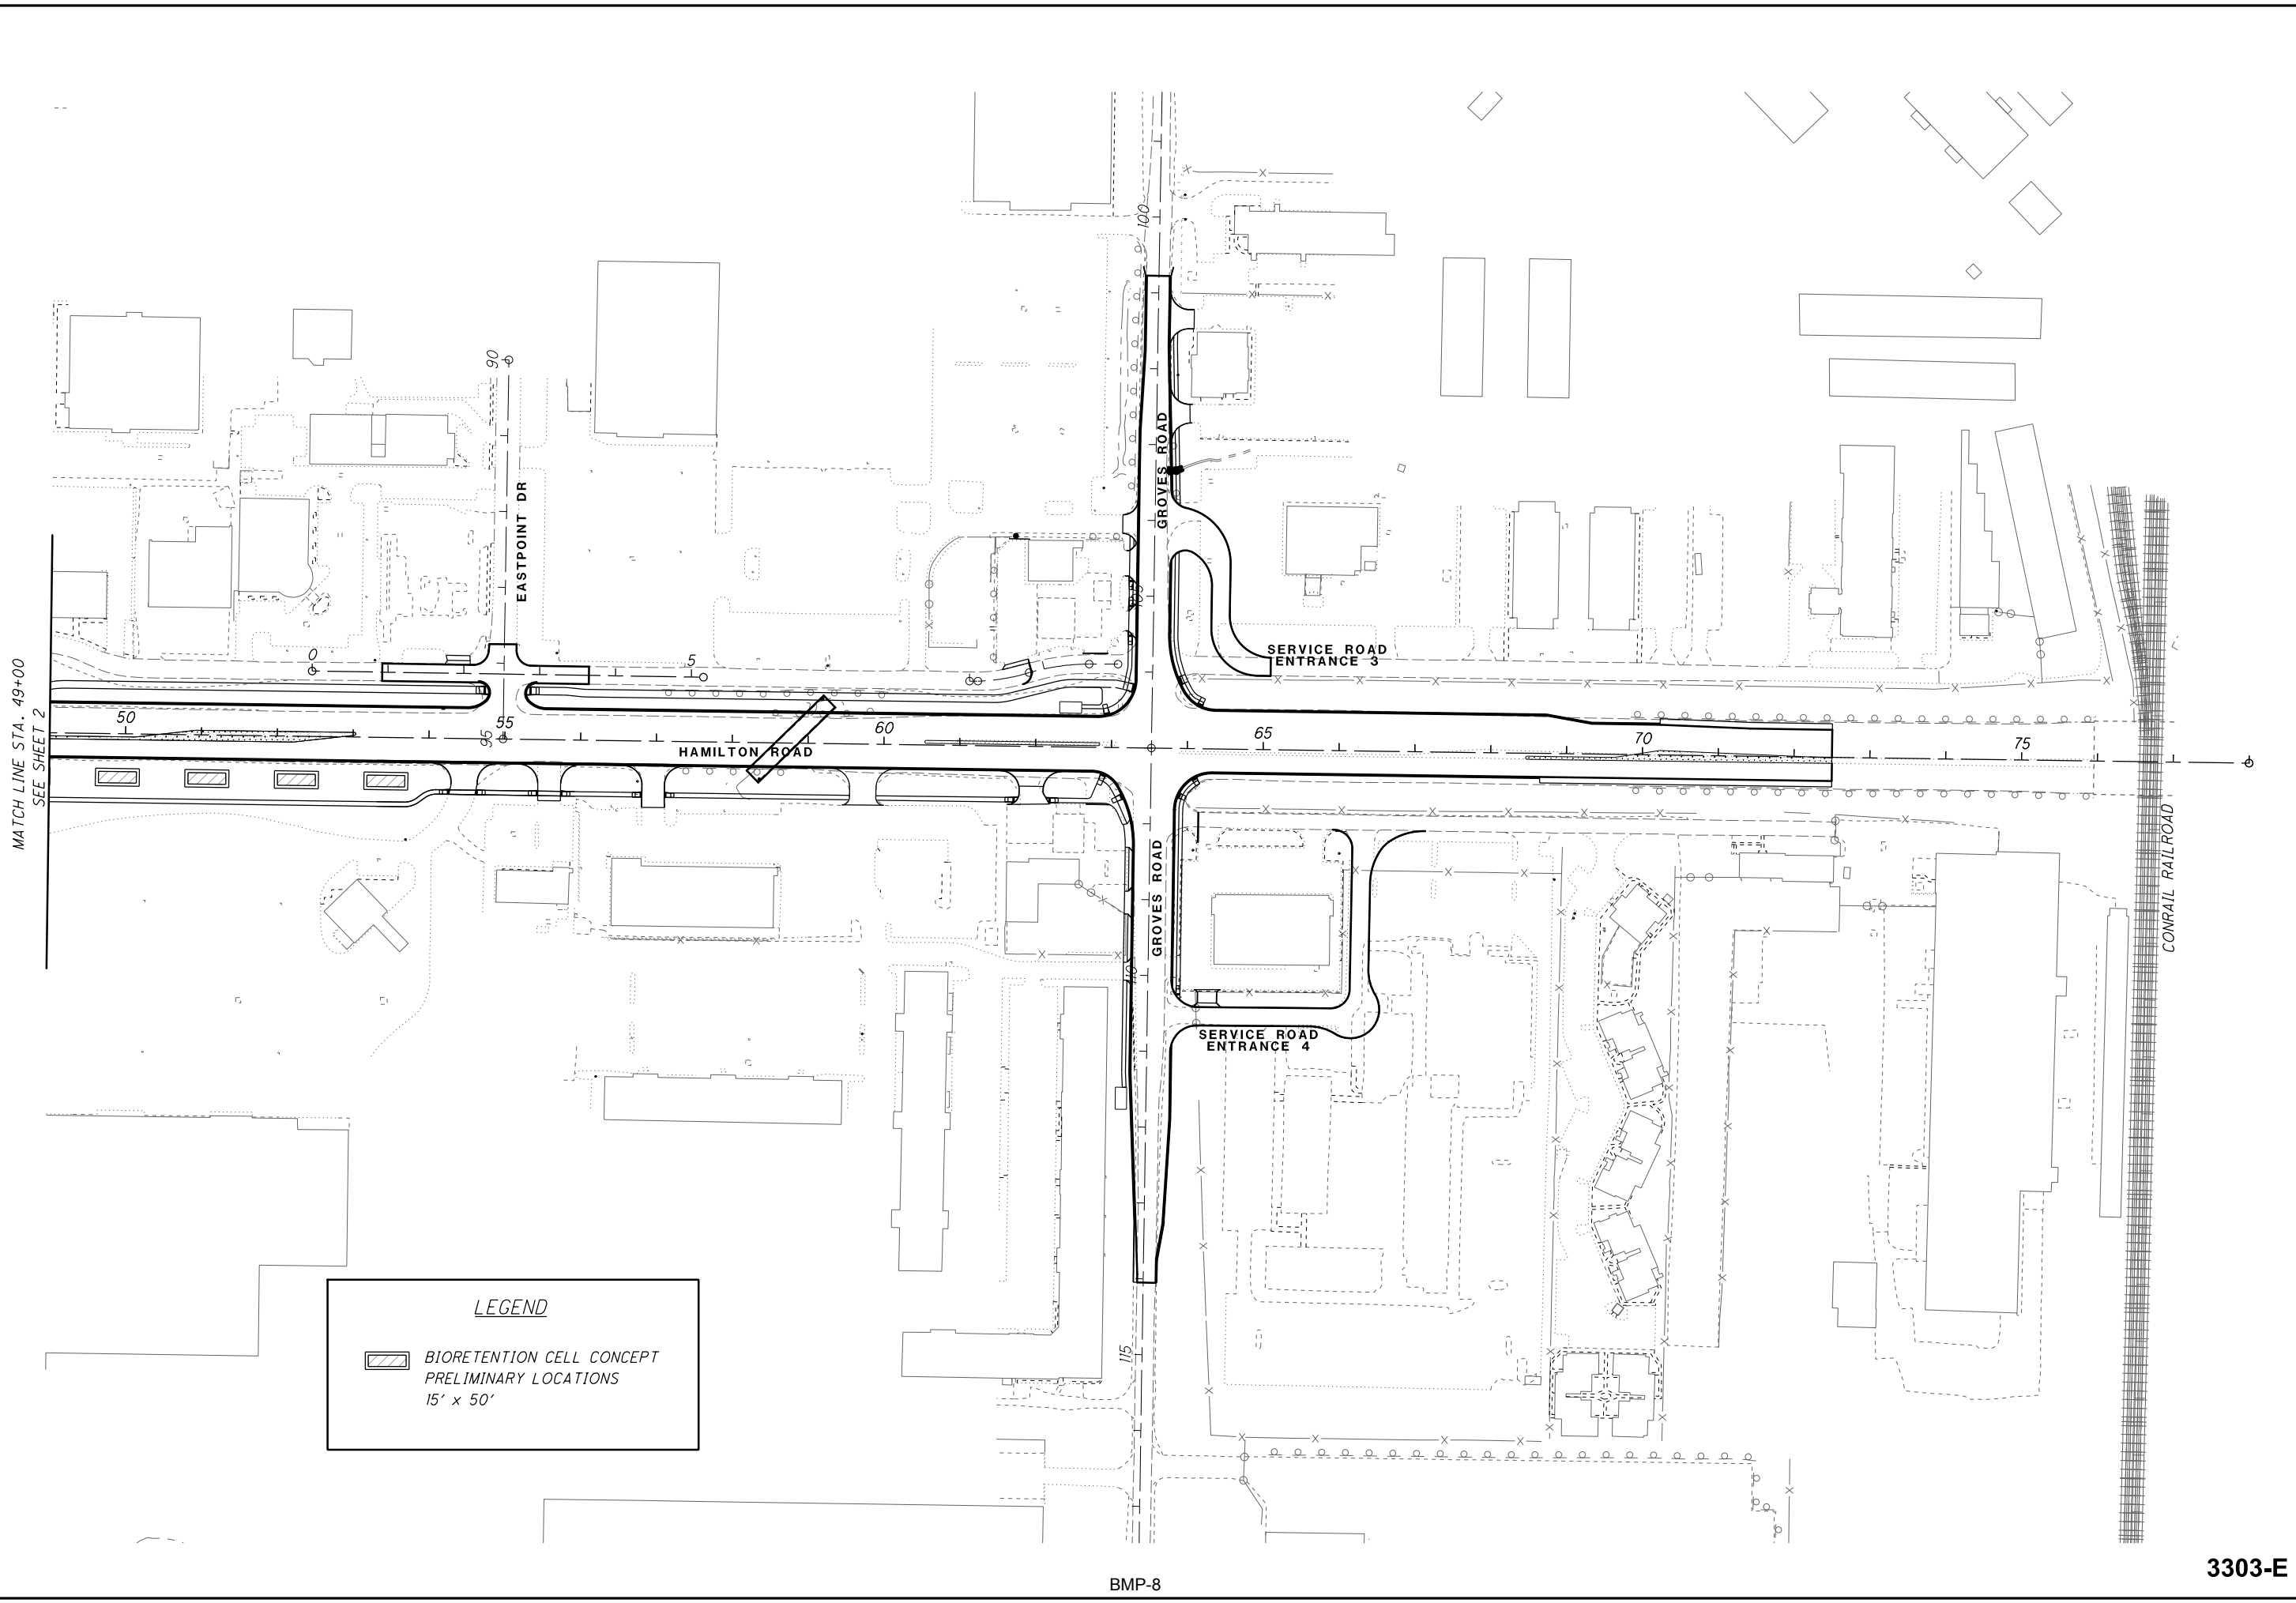 100
90
EASTPOINT DR
GROVES ROAD
105
0
5
SERVICE ROAD
ENTRANCE 3
MATCH LINE STA. 49+00
SEE SHEET 2
50
55
95
60
65
70
75
HAMILTON ROAD
GROVES ROAD
110
CONRAIL RAILROAD
SERVICE ROAD
ENTRANCE 4
115
LEGEND
BIORETENTION CELL CONCEPT
PRELIMINARY LOCATIONS
15' x 50'
3303-E
BMP-8